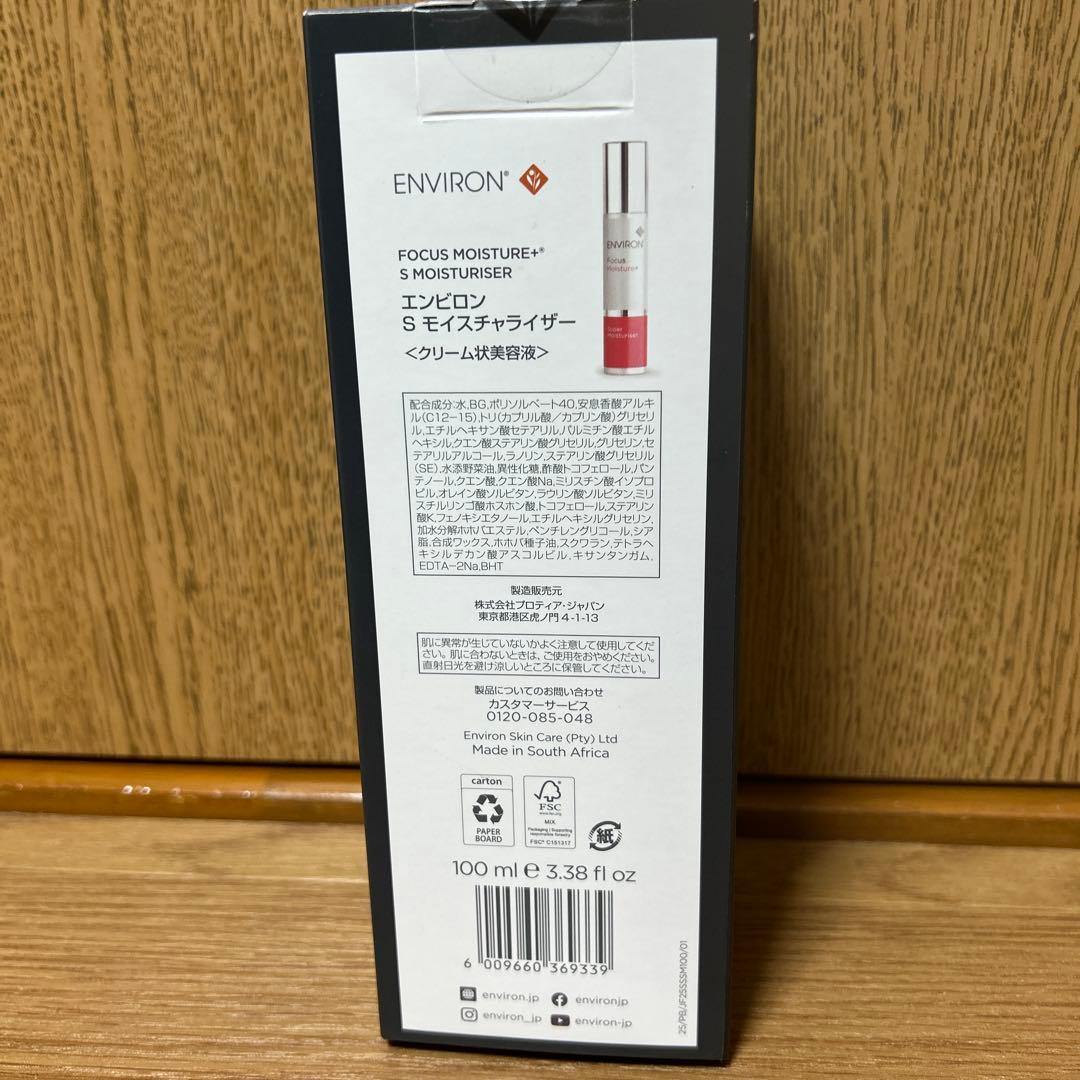 ENVIRON®
FOCUS MOISTURE+®
S MOISTURISER
エンビロン
S モイスチャライザー
＜クリーム状美容液＞
ENVIRON
Focus
Moisture+
Super
Moisturiser
配合成分:水,BG,ポリソルベート40,安息香酸アルキ
ル(C12-15),トリ(カプリル酸／カプリン酸)グリセリ
ル,エチルヘキサン酸セテアリル,パルミチン酸エチル
ヘキシル,クエン酸ステアリン酸グリセリル,グリセリン,セ
テアリルアルコール,ラノリン,ステアリン酸グリセリル
(SE),水添野菜油,異性化糖,酢酸トコフェロール,パン
テノール,クエン酸,クエン酸Na,ミリスチン酸イソプロ
ピル,オレイン酸ソルビタン,ラウリン酸ソルビタン,ミリ
スチルリンゴ酸ホスホン酸,トコフェロール,ステアリン
酸K,フェノキシエタノール,エチルヘキシルグリセリン,
加水分解ホホバエステル,ペンチレングリコール,シア
脂,合成ワックス,ホホバ種子油,スクワラン,テトラヘ
キシルデカン酸アスコルビル,キサンタンガム,
EDTA-2Na,BHT
製造販売元
株式会社プロティア・ジャパン
東京都港区虎ノ門4-1-13
肌に異常が生じていないかよく注意して使用してくだ
さい。肌に合わないときは、ご使用をおやめください。
直射日光を避け涼しいところに保管してください。
製品についてのお問い合わせ
カスタマーサービス
0120-085-048
Environ Skin Care (Pty) Ltd
Made in South Africa
carton
PAPER
BOARD
FSC
www.fsc.org
MIX
Packaging | Supporting
responsible forestry
FSC® C151317
紙
100 ml ℮ 3.38 fl oz
6 009660 369339
environ.jp
environjp
environ_jp
environ-jp
25/PB/JF25SSSM100/01